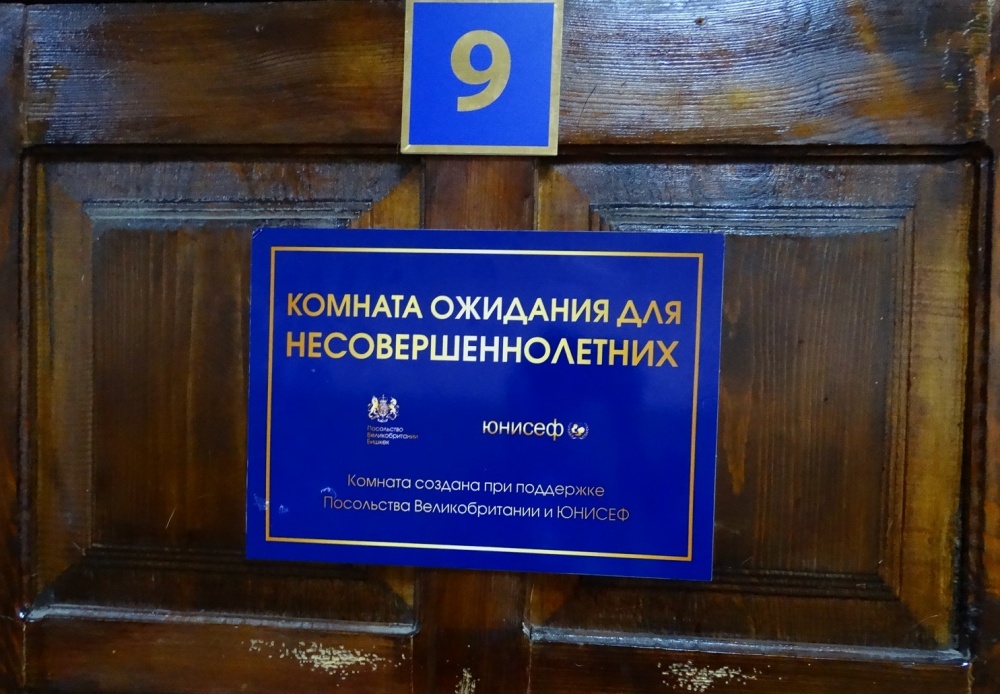 9
КОМНАТА ОЖИДАНИЯ ДЛЯ
НЕСОВЕРШЕННОЛЕТНИХ
Посольство
Великобритании
Бишкек
юнисеф
Комната создана при поддержке
Посольства Великобритании и ЮНИСЕФ